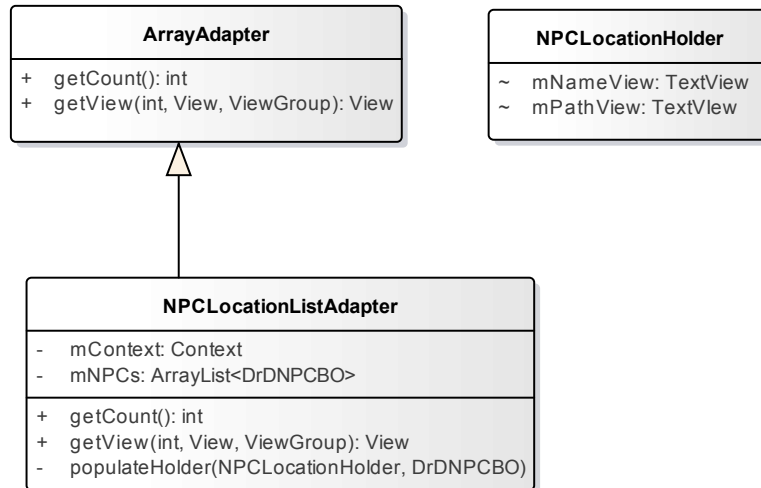 ArrayAdapter
+ getCount(): int
+ getView(int, View, ViewGroup): View
NPCLocationHolder
~ mNameView: TextView
~ mPathView: TextVIew
NPCLocationListAdapter
- mContext: Context
- mNPCs: ArrayList<DrDNPCBO>
+ getCount(): int
+ getView(int, View, ViewGroup): View
- populateHolder(NPCLocationHolder, DrDNPCBO)